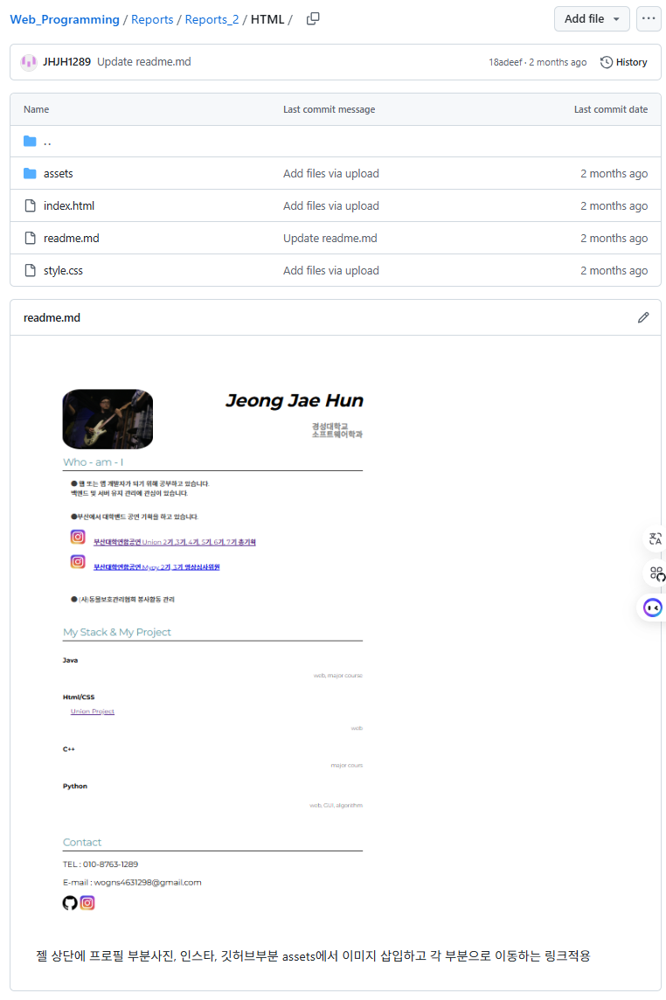 Web_Programming / Reports / Reports_2 / HTML /
Add file
JHJH1289 Update readme.md
18adeef · 2 months ago
History
Name Last commit message Last commit date
..
assets Add files via upload 2 months ago
index.html Add files via upload 2 months ago
readme.md Update readme.md 2 months ago
style.css Add files via upload 2 months ago
readme.md
Jeong Jae Hun
경성대학교
소프트웨어학과
Who - am - I
● 웹 또는 앱 개발자가 되기 위해 공부하고 있습니다.
백엔드 및 서버 유지 관리에 관심이 있습니다.
●부산에서 대학밴드 공연 기획을 하고 있습니다.
부산대학연합공연 Union 2기,3기, 4기, 5기, 6기, 7기 총기획
부산대학연합공연 Myoy 2기, 3기 영상심사위원
● (사)동물보호관리협회 봉사활동 관리
My Stack & My Project
Java
web, major course
Html/CSS
Union Project
web
C++
major cours
Python
web, GUI, algorithm
Contact
TEL : 010-8763-1289
E-mail : wogns4631298@gmail.com
젤 상단에 프로필 부분사진, 인스타, 깃허브부분 assets에서 이미지 삽입하고 각 부분으로 이동하는 링크적용